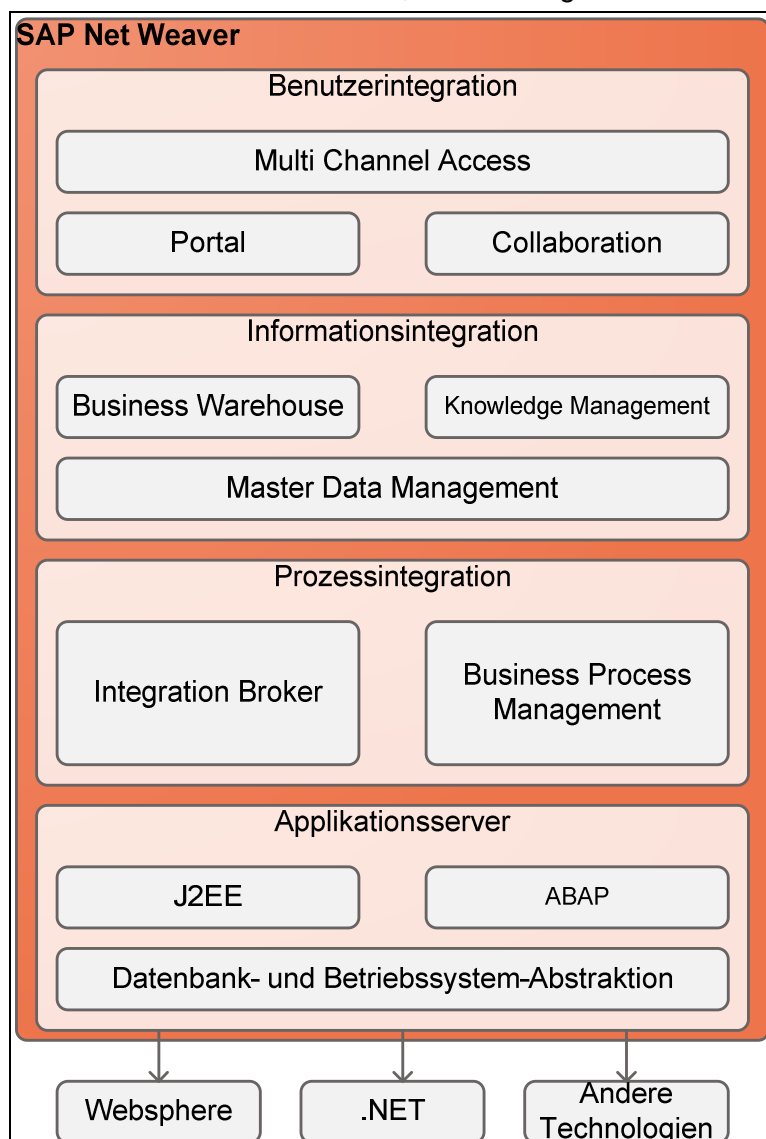 SAP Net Weaver
Benutzerintegration
Multi Channel Access
Portal
Collaboration
Informationsintegration
Business Warehouse
Knowledge Management
Master Data Management
Prozessintegration
Integration Broker
Business Process
Management
Applikationsserver
J2EE
ABAP
Datenbank- und Betriebssystem-Abstraktion
Websphere
.NET
Andere
Technologien